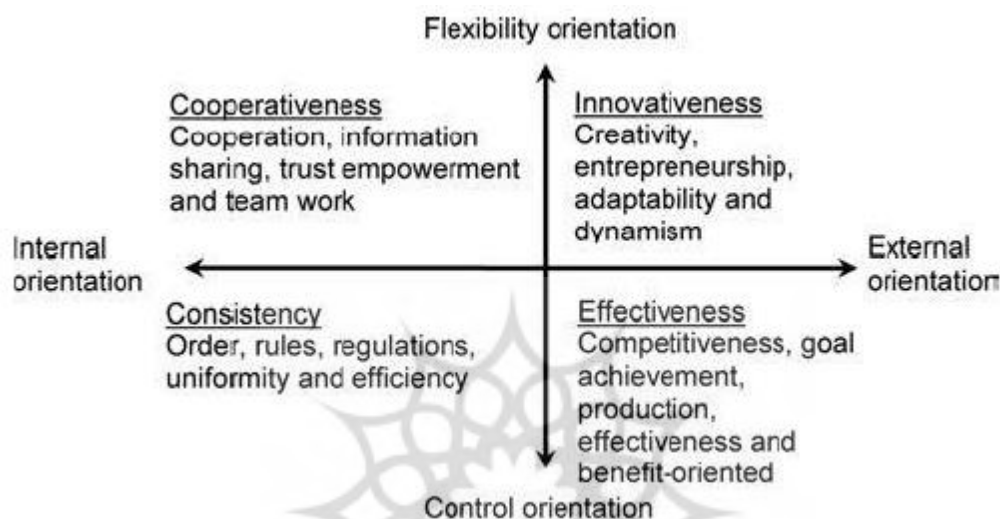 Flexibility orientation
Cooperativeness
Cooperation, information
sharing, trust empowerment
and team work
Innovativeness
Creativity,
entrepreneurship,
adaptability and
dynamism
Internal
orientation
External
orientation
Consistency
Order, rules, regulations,
uniformity and efficiency
Effectiveness
Competitiveness, goal
achievement,
production,
effectiveness and
benefit-oriented
Control orientation